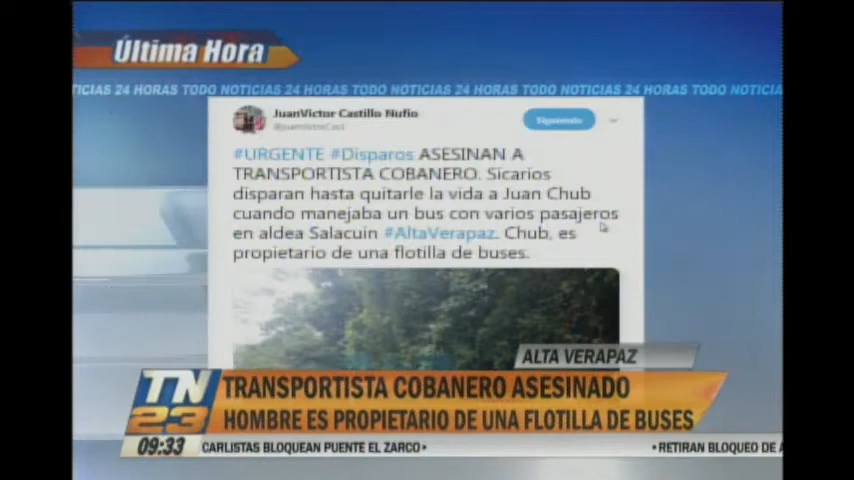 Última Hora
TICIAS 24 HORAS TODO NOTICIAS 24 HORAS TODO NOTICIAS 24 HORAS TODO NOTICIAS 24 HORAS TODO NOTICIAS
JuanVictor Castillo Nufio
@JuanVictorCast
Siguiendo
#URGENTE #Disparos ASESINAN A
TRANSPORTISTA COBANERO. Sicarios
disparan hasta quitarle la vida a Juan Chub
cuando manejaba un bus con varios pasajeros
en aldea Salacuin #AltaVerapaz. Chub, es
propietario de una flotilla de buses.
ALTA VERAPAZ
TN
23
TRANSPORTISTA COBANERO ASESINADO
HOMBRE ES PROPIETARIO DE UNA FLOTILLA DE BUSES
09:33
CARLISTAS BLOQUEAN PUENTE EL ZARCO
RETIRAN BLOQUEO DE A